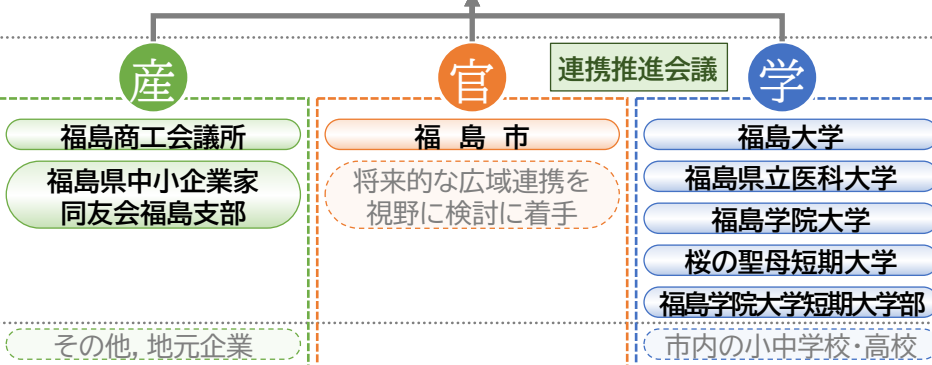 連携推進会議
産
福島商工会議所
福島県中小企業家
同友会福島支部
その他, 地元企業
官
福島市
将来的な広域連携を
視野に検討に着手
学
福島大学
福島県立医科大学
福島学院大学
桜の聖母短期大学
福島学院大学短期大学部
市内の小中学校・高校